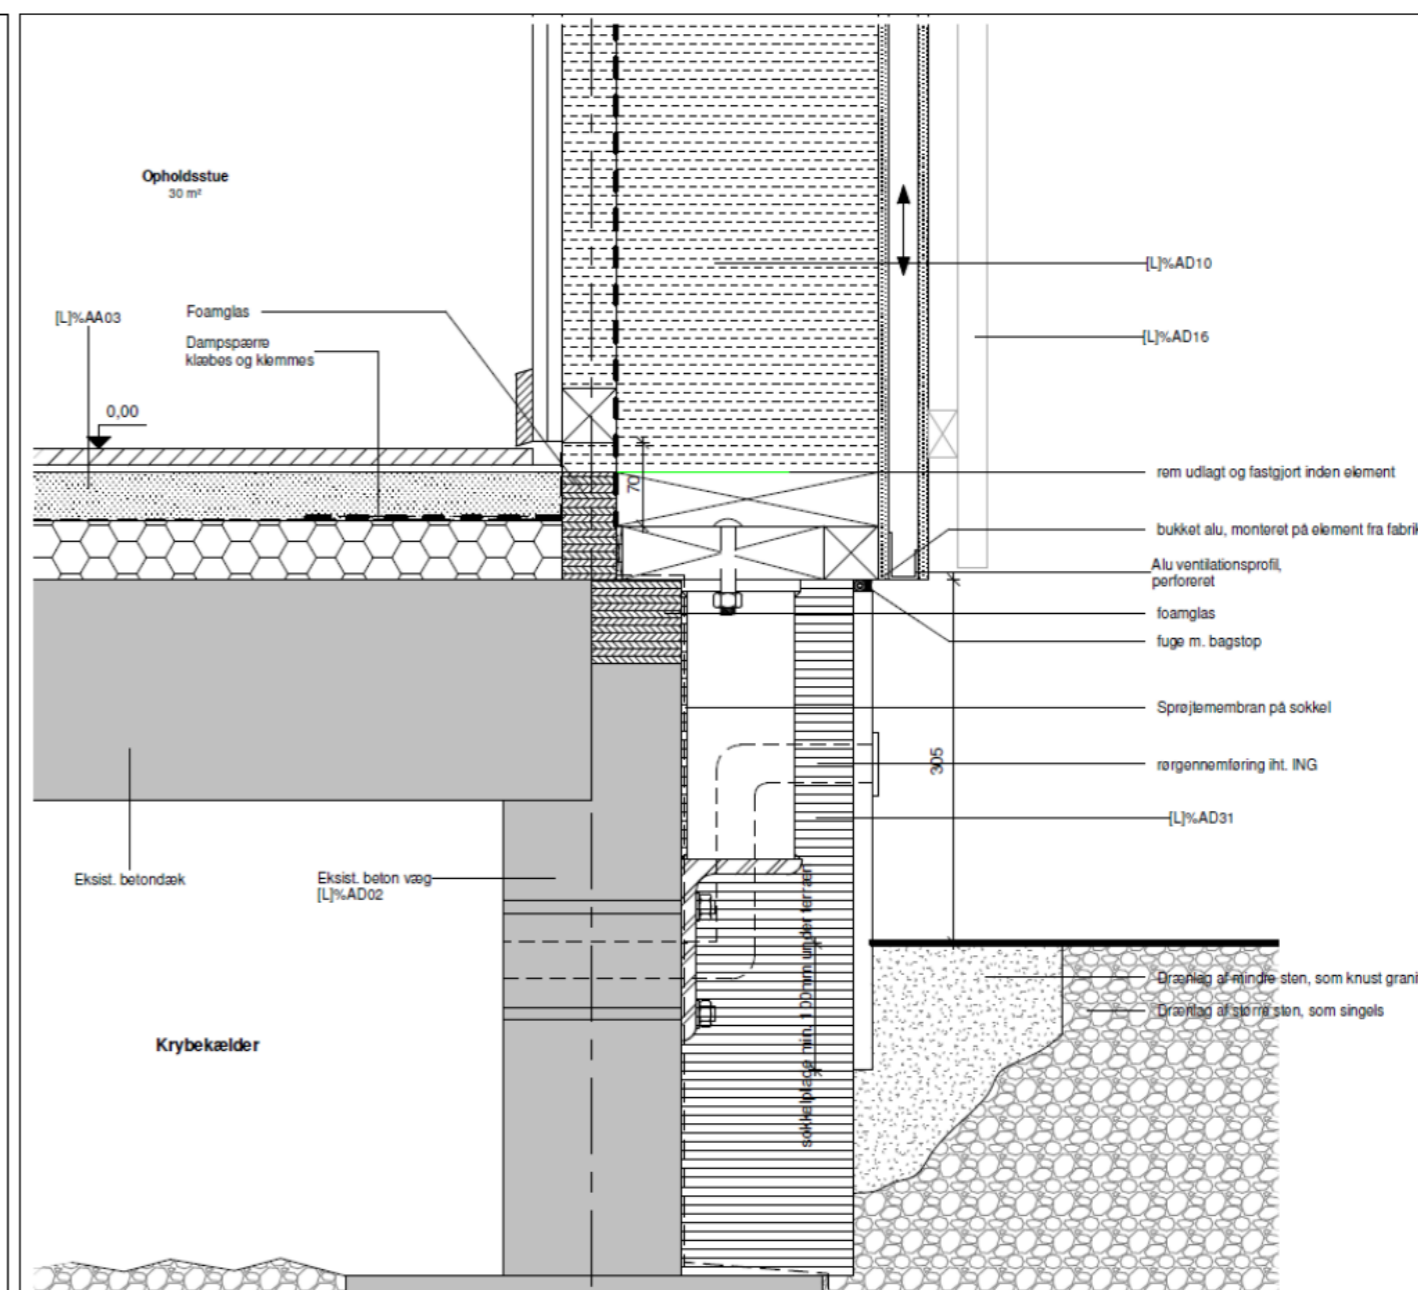 Opholdsstue
30 m²
[L]%AA03
Foamglas
Dampspærre
klæbes og klemmes
0,00
70
[L]%AD10
[L]%AD16
rem udlagt og fastgjort inden element
bukket alu, monteret på element fra fabrik
Alu ventilationsprofil,
perforeret
foamglas
fuge m. bagstop
Sprøjtemembran på sokkel
305
rørgennemføring iht. ING
[L]%AD31
Eksist. betondæk
Eksist. beton væg
[L]%AD02
sokkelplade min. 100mm under terræn
Drænlag af mindre sten, som knust grani
Drænlag af større sten, som singels
Krybekælder